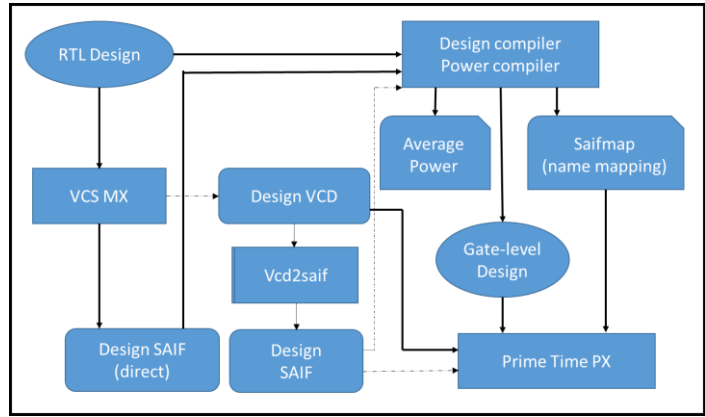 RTL Design
Design compiler
Power compiler
Average
Power
Saifmap
(name mapping)
VCS MX
Design VCD
Gate-level
Design
Vcd2saif
Design SAIF
(direct)
Design
SAIF
Prime Time PX